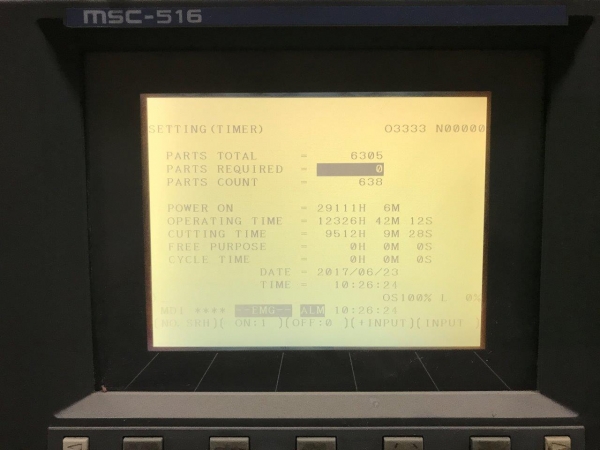 msc-516
SETTING(TIMER) O3333 N00000
PARTS TOTAL = 6305
PARTS REQUIRED = 0
PARTS COUNT = 638
POWER ON = 29111H 6M
OPERATING TIME = 12326H 42M 12S
CUTTING TIME = 9512H 9M 28S
FREE PURPOSE = 0H 0M 0S
CYCLE TIME = 0H 0M 0S
DATE = 2017/06/23
TIME = 10:26:24
OS100% L 0%
MDI **** --EMG-- ALM 10:26:24
[NO.SRH][ ON:1 ][OFF:0 ][+INPUT][INPUT ]